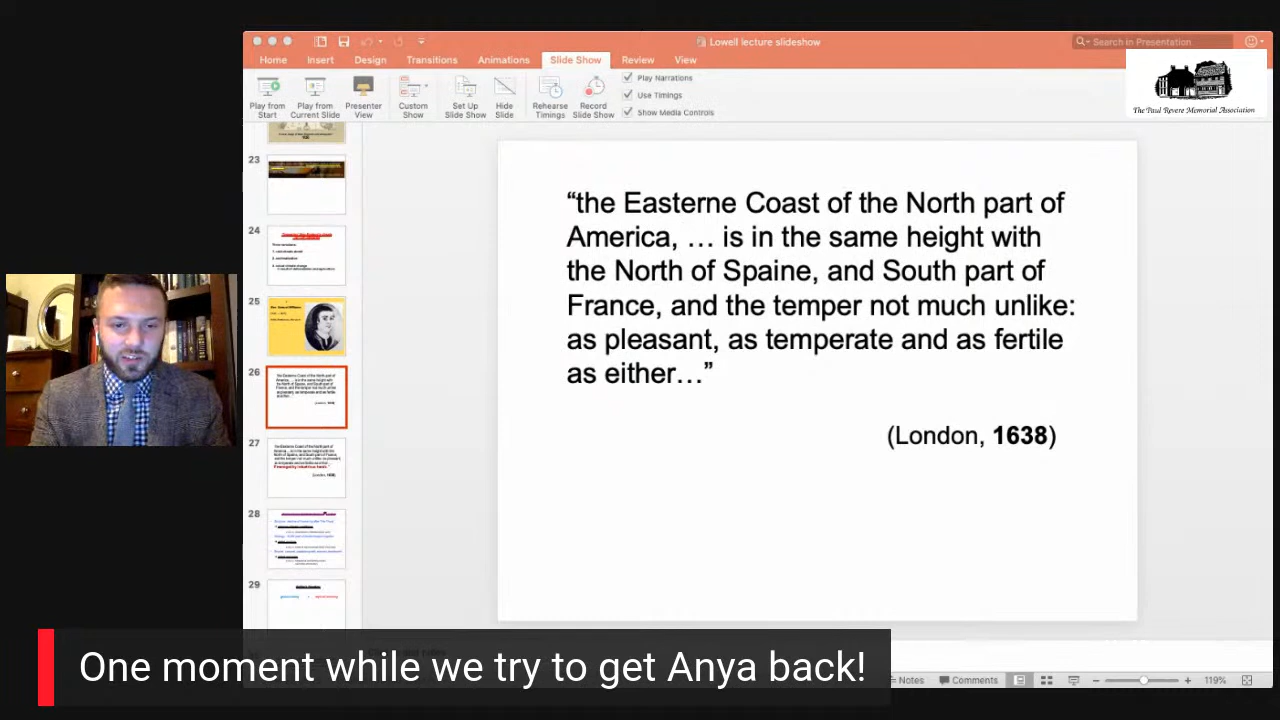 Lowell lecture slideshow
Search in Presentation
Home Insert Design Transitions Animations Slide Show Review View
Play from Start
Play from Current Slide
Presenter View
Custom Show
Set Up Slide Show
Hide Slide
Rehearse Timings
Record Slide Show
Play Narrations
Use Timings
Show Media Controls
The Paul Revere Memorial Association
23
24
25
26
27
28
29
“the Easterne Coast of the North part of
America, … is in the same height with
the North of Spaine, and South part of
France, and the temper not much unlike:
as pleasant, as temperate and as fertile
as either…”
(London, 1638)
One moment while we try to get Anya back!
Notes Comments 119%